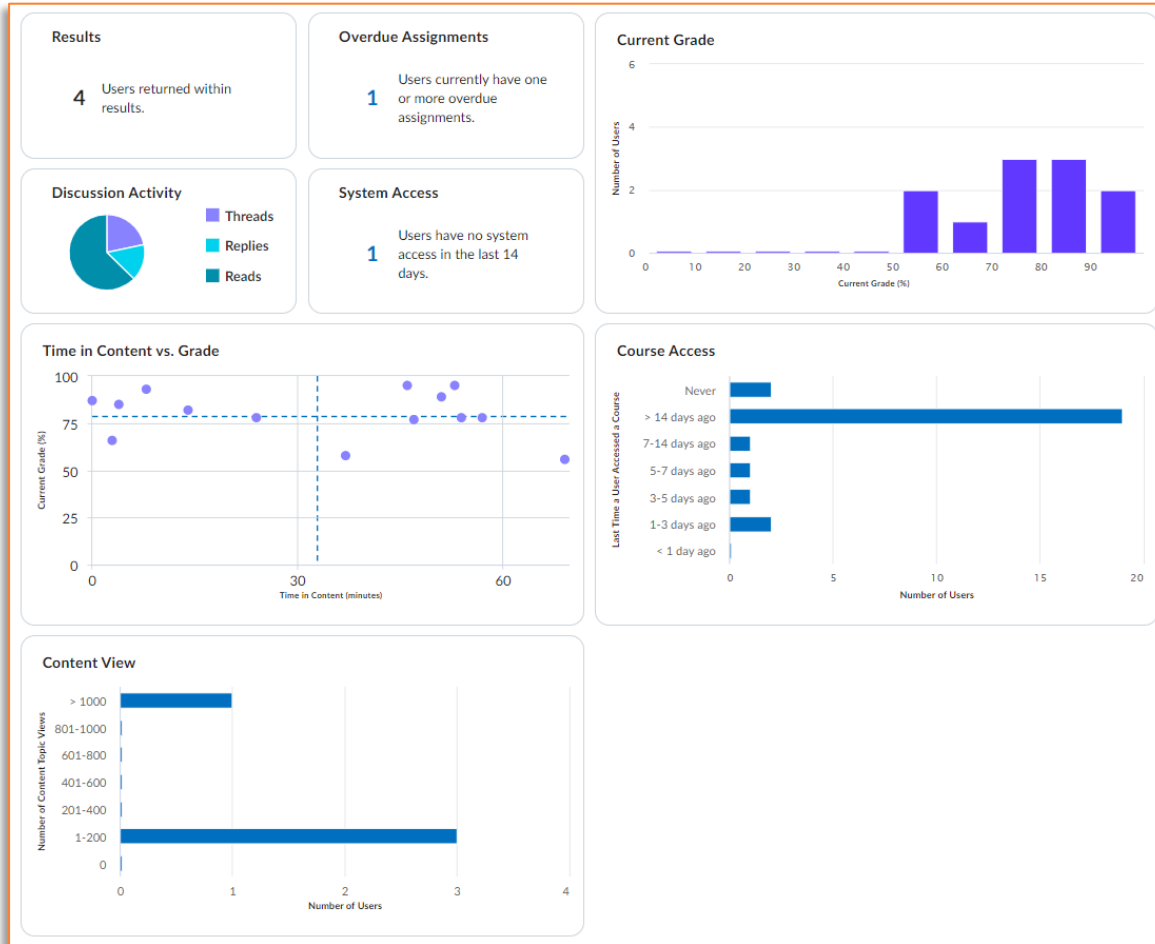 Results
4
Users returned within
results.
Overdue Assignments
1
Users currently have one
or more overdue
assignments.
Current Grade
6
4
2
0
Number of Users
0 10 20 30 40 50 60 70 80 90
Current Grade (%)
Discussion Activity
Threads
Replies
Reads
System Access
1
Users have no system
access in the last 14
days.
Time in Content vs. Grade
100
75
50
25
0
Current Grade (%)
0 30 60
Time in Content (minutes)
Course Access
Last Time a User Accessed a Course
Never
> 14 days ago
7-14 days ago
5-7 days ago
3-5 days ago
1-3 days ago
< 1 day ago
0 5 10 15 20
Number of Users
Content View
Number of Content Topic Views
> 1000
801-1000
601-800
401-600
201-400
1-200
0
0 1 2 3 4
Number of Users